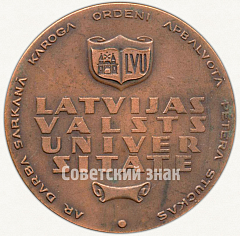 AR DARBA SARKANĀ KAROGA ORDENI APBALVOTĀ PĒTERA STUČKAS
LVU
LATVIJAS
VALSTS
UNIVER
SITĀTE
Советский знак